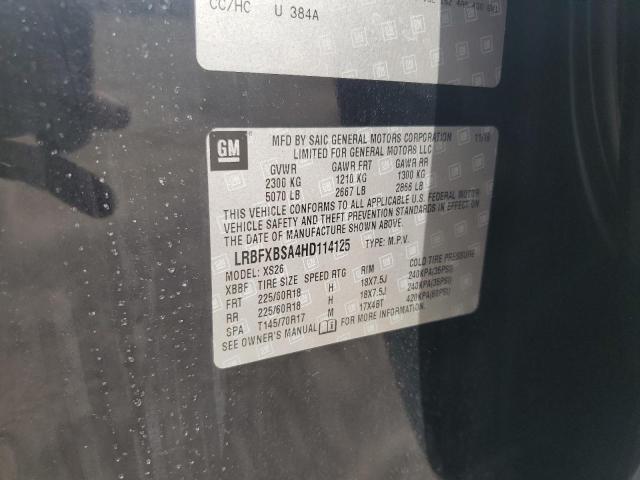 CC/HC U 384A
GM
MFD BY SAIC GENERAL MOTORS CORPORATION 11/16
LIMITED FOR GENERAL MOTORS LLC
GVWR GAWR FRT GAWR RR
2300 KG 1210 KG 1300 KG
5070 LB 2667 LB 2866 LB
THIS VEHICLE CONFORMS TO ALL APPLICABLE U.S. FEDERAL MOTOR
VEHICLE SAFETY AND THEFT PREVENTION STANDARDS IN EFFECT ON
THE DATE OF MANUFACTURE SHOWN ABOVE.
LRBFXBSA4HD114125 TYPE: M.P.V.
MODEL: XS26
XBBF TIRE SIZE SPEED RTG RIM COLD TIRE PRESSURE
FRT 225/60R18 H 18X7.5J 240KPA(35PSI)
RR 225/60R18 H 18X7.5J 240KPA(35PSI)
SPA T145/70R17 M 17X4BT 420KPA(60PSI)
SEE OWNER'S MANUAL FOR MORE INFORMATION.